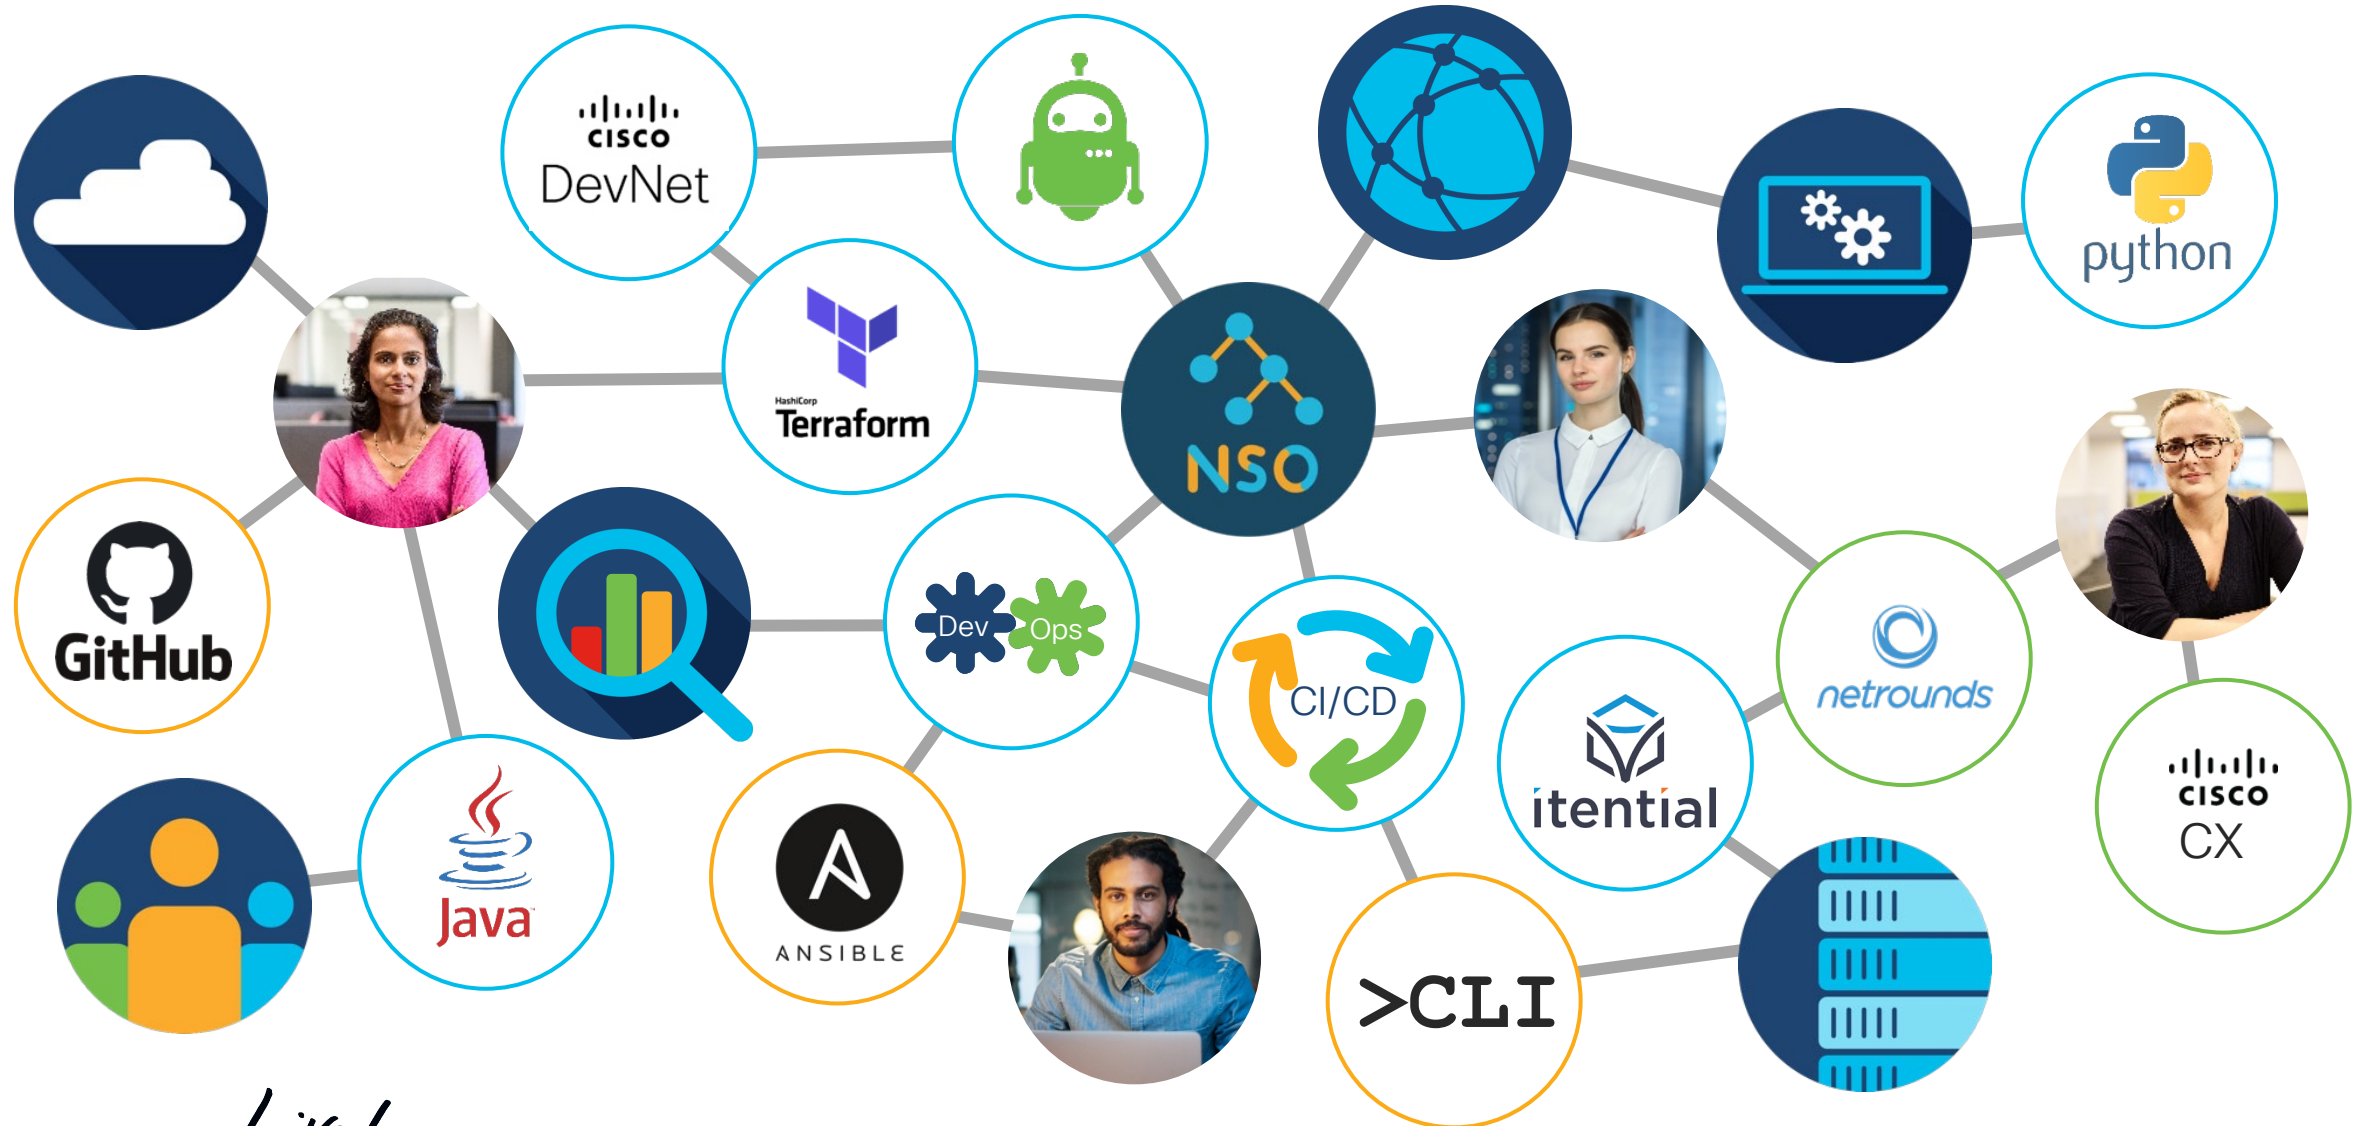 CISCO
DevNet
python
HashiCorp
Terraform
NSO
GitHub
Dev Ops
CI/CD
netrounds
itential
CISCO
CX
Java
ANSIBLE
>CLI